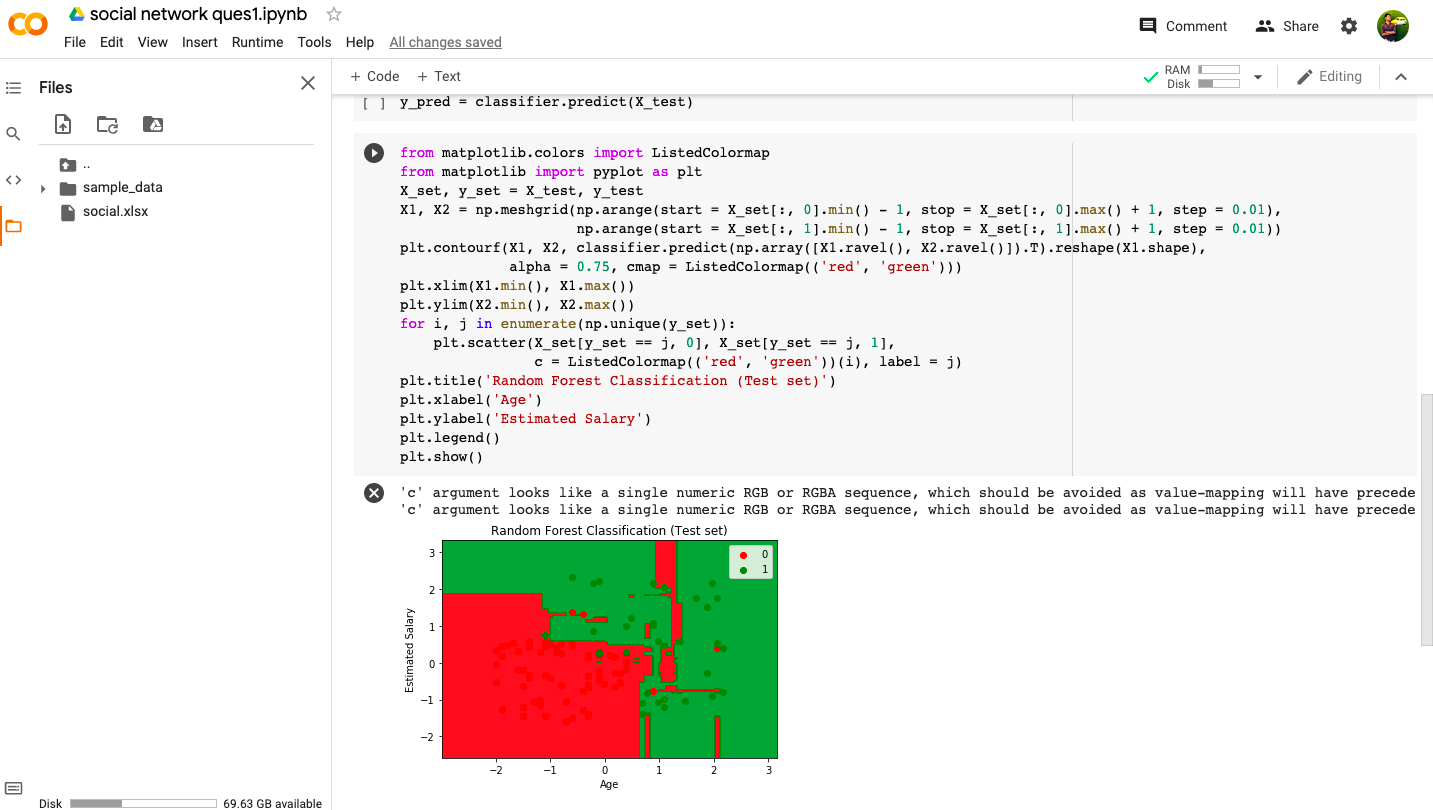 social network ques1.ipynb
File Edit View Insert Runtime Tools Help All changes saved
Comment Share
Files
+ Code + Text
RAM
Disk
Editing
..
sample_data
social.xlsx
Disk 69.63 GB available
[ ] y_pred = classifier.predict(X_test)
from matplotlib.colors import ListedColormap
from matplotlib import pyplot as plt
X_set, y_set = X_test, y_test
X1, X2 = np.meshgrid(np.arange(start = X_set[:, 0].min() - 1, stop = X_set[:, 0].max() + 1, step = 0.01),
                     np.arange(start = X_set[:, 1].min() - 1, stop = X_set[:, 1].max() + 1, step = 0.01))
plt.contourf(X1, X2, classifier.predict(np.array([X1.ravel(), X2.ravel()]).T).reshape(X1.shape),
             alpha = 0.75, cmap = ListedColormap(('red', 'green')))
plt.xlim(X1.min(), X1.max())
plt.ylim(X2.min(), X2.max())
for i, j in enumerate(np.unique(y_set)):
    plt.scatter(X_set[y_set == j, 0], X_set[y_set == j, 1],
                c = ListedColormap(('red', 'green'))(i), label = j)
plt.title('Random Forest Classification (Test set)')
plt.xlabel('Age')
plt.ylabel('Estimated Salary')
plt.legend()
plt.show()
'c' argument looks like a single numeric RGB or RGBA sequence, which should be avoided as value-mapping will have precede
'c' argument looks like a single numeric RGB or RGBA sequence, which should be avoided as value-mapping will have precede
Random Forest Classification (Test set)
0
1
3
2
1
0
−1
−2
Estimated Salary
−2 −1 0 1 2 3
Age